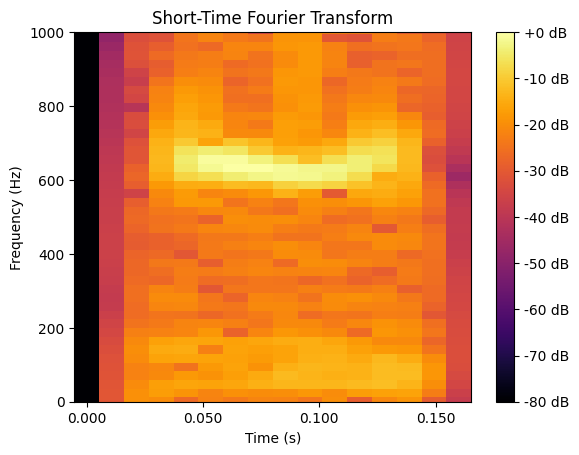 Short-Time Fourier Transform
1000
800
600
400
200
0
Frequency (Hz)
0.000
0.050
0.100
0.150
Time (s)
+0 dB
-10 dB
-20 dB
-30 dB
-40 dB
-50 dB
-60 dB
-70 dB
-80 dB